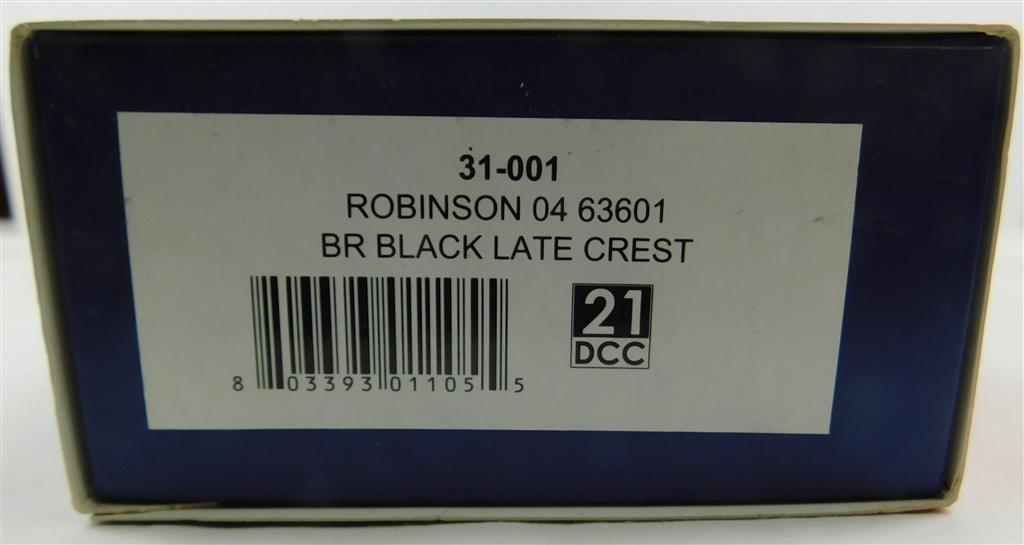 31-001
ROBINSON 04 63601
BR BLACK LATE CREST
21
DCC
8 03393 01105 5